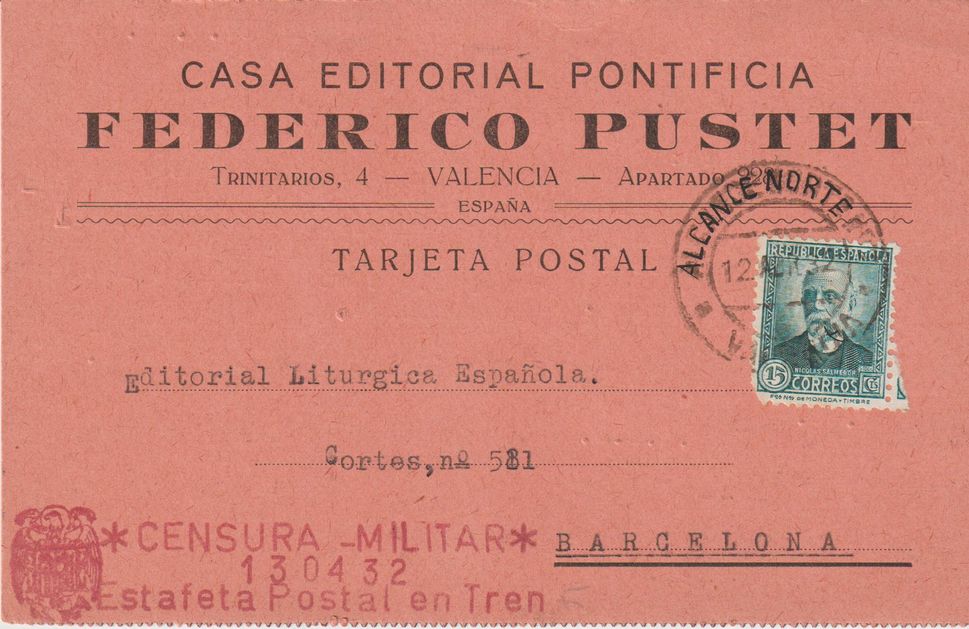 CASA EDITORIAL PONTIFICIA
FEDERICO PUSTET
TRINITARIOS, 4 — VALENCIA — APARTADO
ESPAÑA
TARJETA POSTAL
ALCANCE NORTE
12 32
REPUBLICA ESPAÑOLA
NICOLAS SALMERON
15 CORREOS CTS
FCA NAL DE MONEDA Y TIMBRE
Editorial Liturgica Española.
Cortes, nº 581
BARCELONA
*CENSURA -MILITAR*
130432
Estafeta Postal en Tren